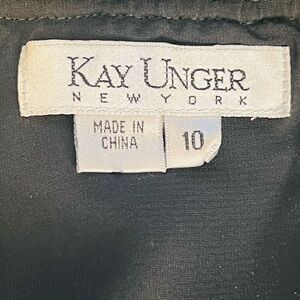 KAY UNGER
NEW YORK
MADE IN
CHINA
10